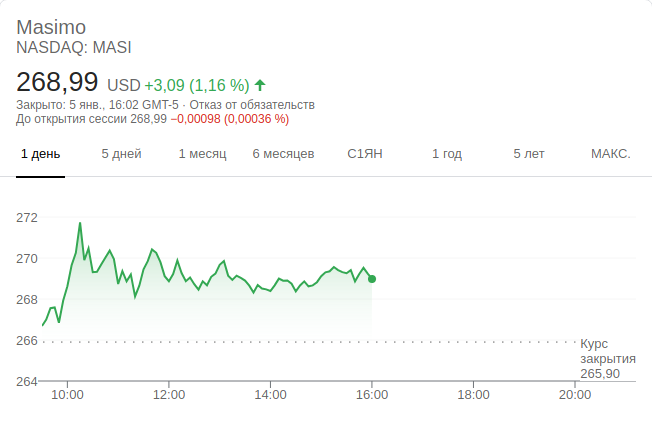 Masimo
NASDAQ: MASI
268,99 USD +3,09 (1,16 %)
Закрыто: 5 янв., 16:02 GMT-5 · Отказ от обязательств
До открытия сессии 268,99 −0,00098 (0,00036 %)
1 день 5 дней 1 месяц 6 месяцев С1ЯН 1 год 5 лет МАКС.
272
270
268
266
264
Курс
закрытия
265,90
10:00 12:00 14:00 16:00 18:00 20:00